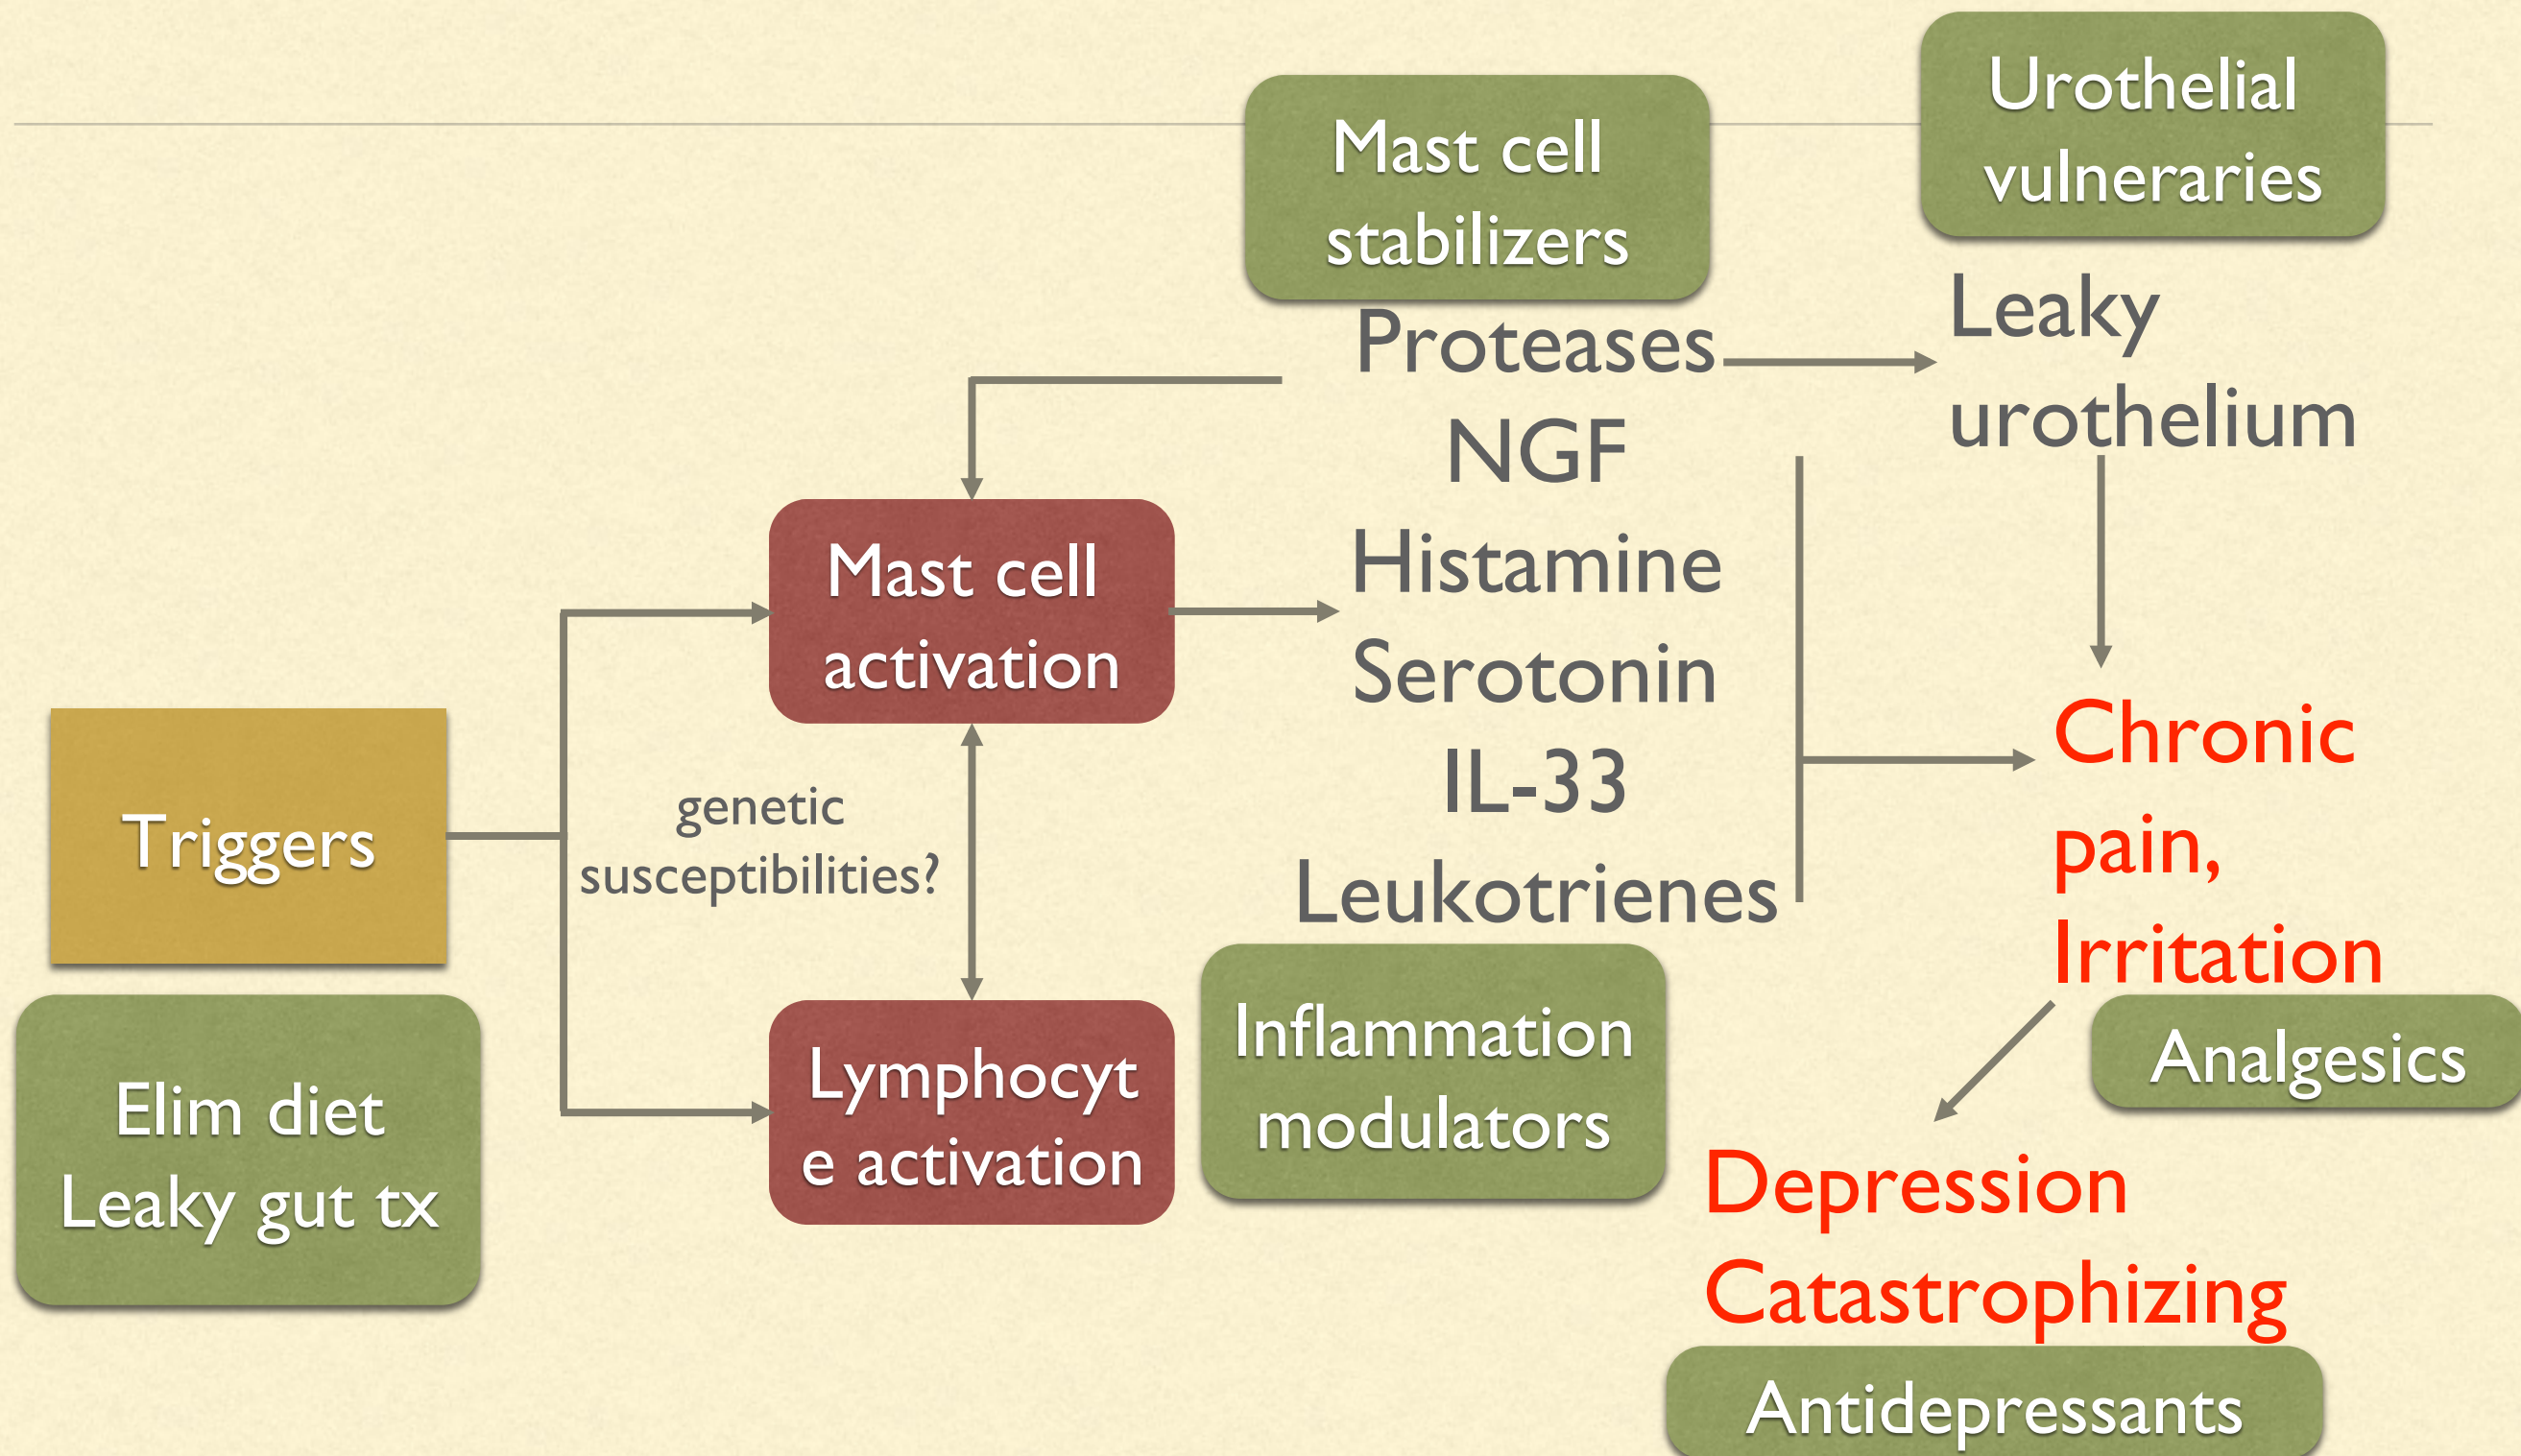 Mast cell
stabilizers
Urothelial
vulneraries
Proteases
NGF
Histamine
Serotonin
IL-33
Leukotrienes
Leaky
urothelium
Mast cell
activation
genetic
susceptibilities?
Triggers
Elim diet
Leaky gut tx
Lymphocyt
e activation
Inflammation
modulators
Chronic
pain,
Irritation
Analgesics
Depression
Catastrophizing
Antidepressants